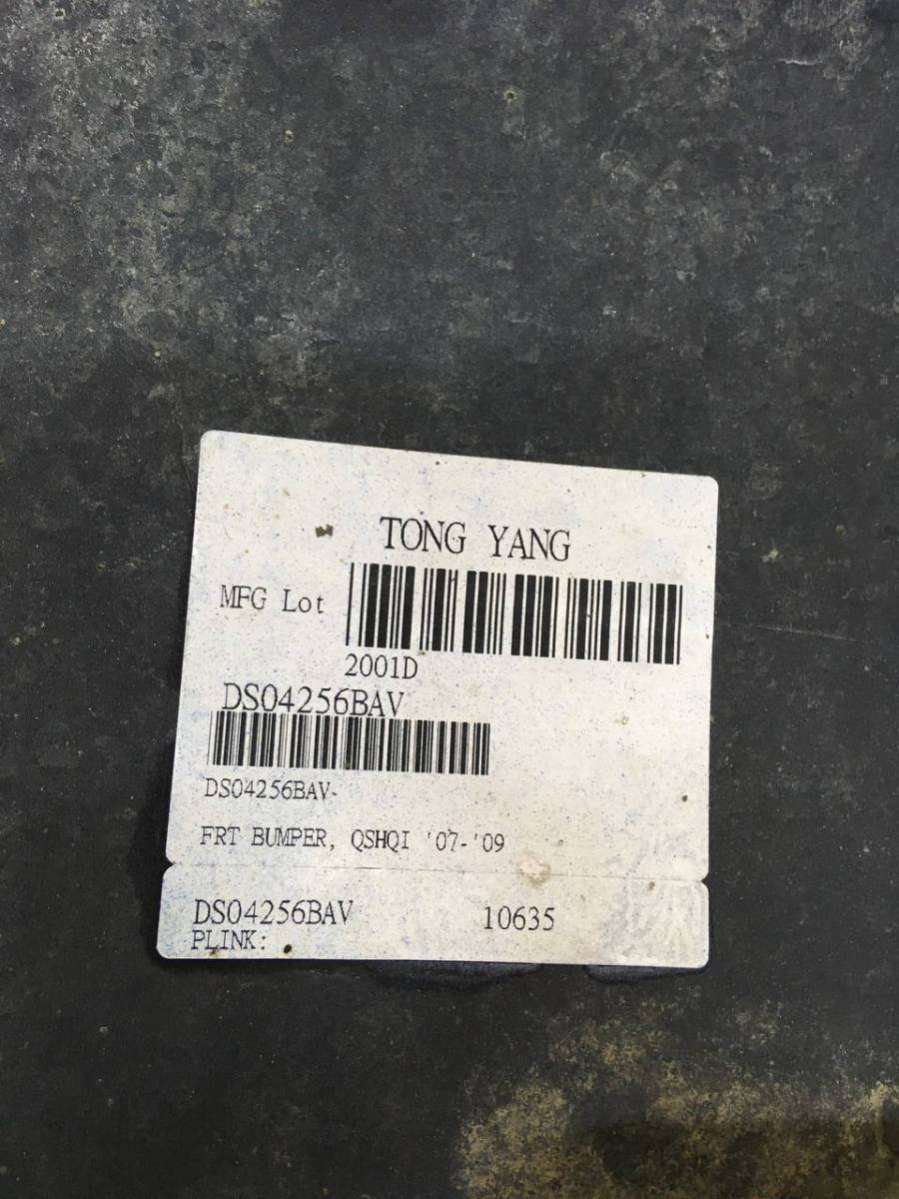 TONG YANG
MFG Lot
2001D
DS04256BAV
DS04256BAV-
FRT BUMPER, QSHQI '07-'09
DS04256BAV 10635
PLINK: